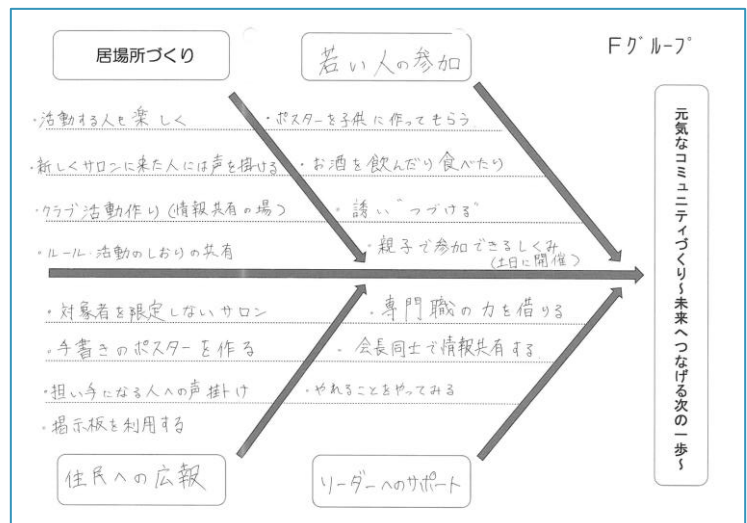 Fグループ
居場所づくり
・活動する人も楽しく
・新しくサロンに来た人には声を掛ける
・クラブ活動作り(情報共有の場)
・ルール・活動のしおりの共有
若い人の参加
・ポスターを子供に作ってもらう
・お酒を飲んだり食べたり
・誘い"つづける"
・親子で参加できるしくみ
(土日に開催)
・対象者を限定しないサロン
・手書きのポスターを作る
・担い手になる人への声掛け
・掲示板を利用する
住民への広報
・専門職の力を借りる
・会長同士で情報共有する
・やれることをやってみる
リーダーへのサポート
元気なコミュニティづくり~未来へつなげる次の一歩~